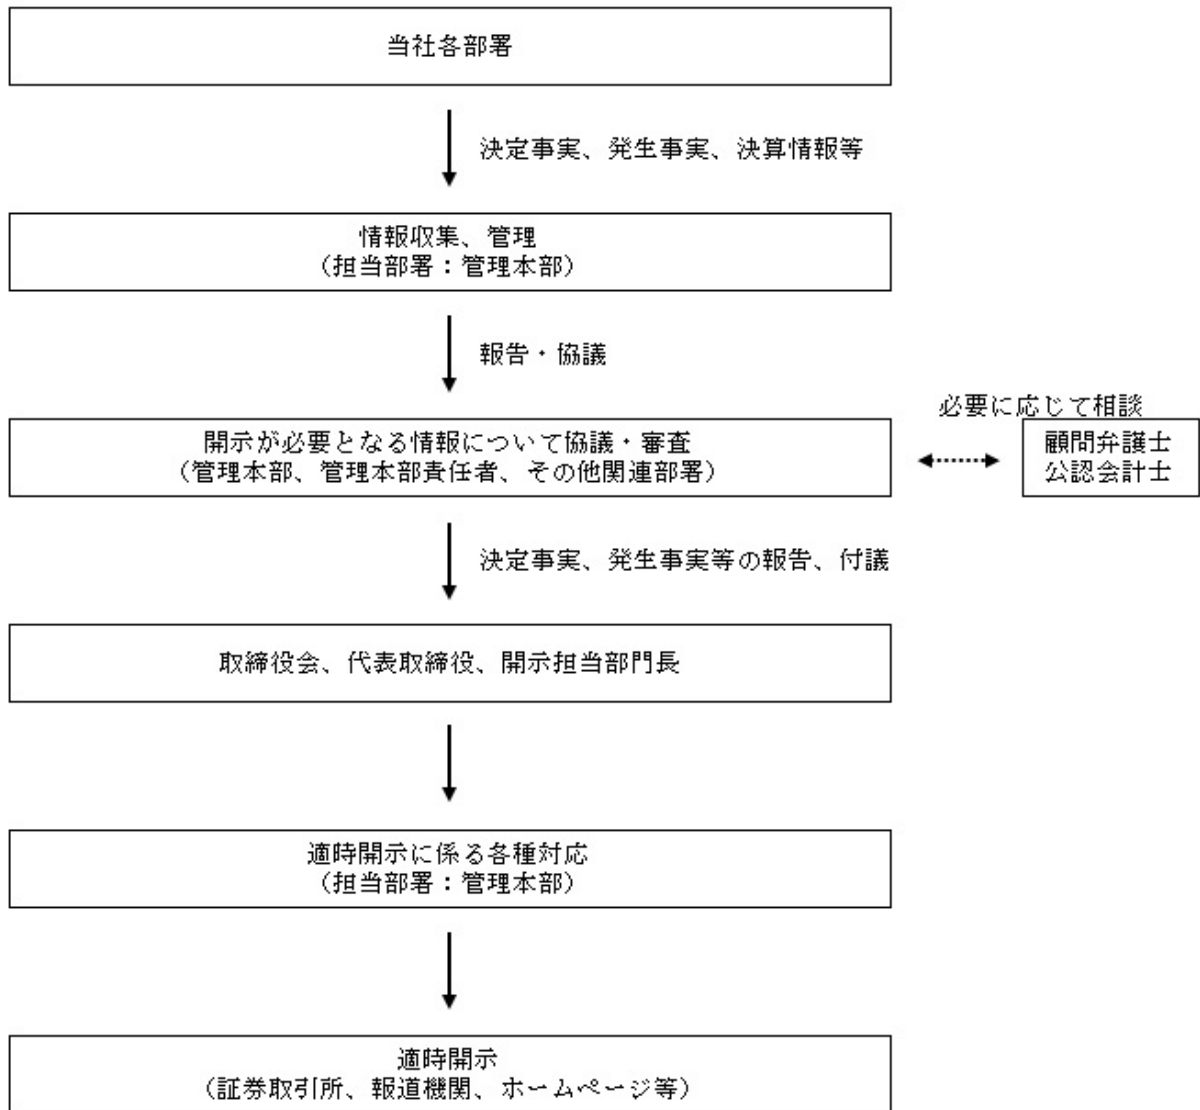 当社各部署
決定事実、発生事実、決算情報等
情報収集、管理
（担当部署：管理本部）
報告・協議
開示が必要となる情報について協議・審査
（管理本部、管理本部責任者、その他関連部署）
必要に応じて相談
顧問弁護士
公認会計士
決定事実、発生事実等の報告、付議
取締役会、代表取締役、開示担当部門長
適時開示に係る各種対応
（担当部署：管理本部）
適時開示
（証券取引所、報道機関、ホームページ等）